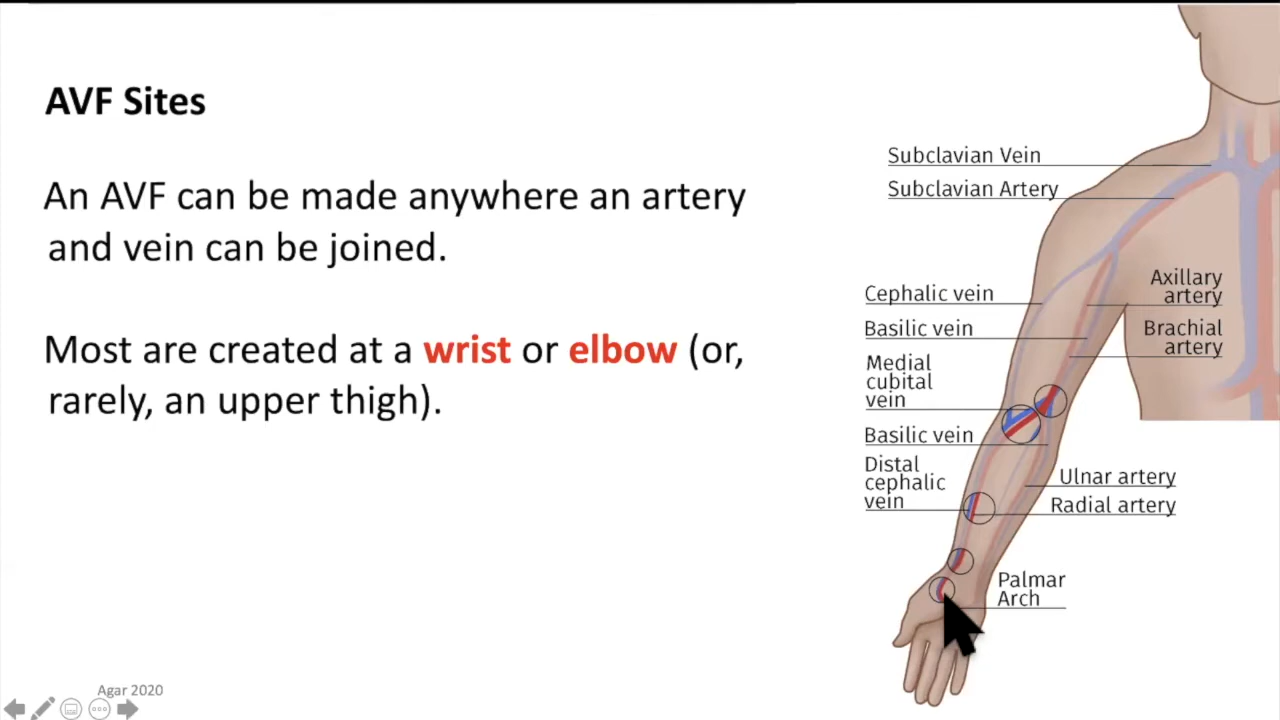 AVF Sites
An AVF can be made anywhere an artery
and vein can be joined.
Most are created at a wrist or elbow (or,
rarely, an upper thigh).
Subclavian Vein
Subclavian Artery
Cephalic vein
Basilic vein
Medial
cubital
vein
Basilic vein
Distal
cephalic
vein
Axillary
artery
Brachial
artery
Ulnar artery
Radial artery
Palmar
Arch
Agar 2020